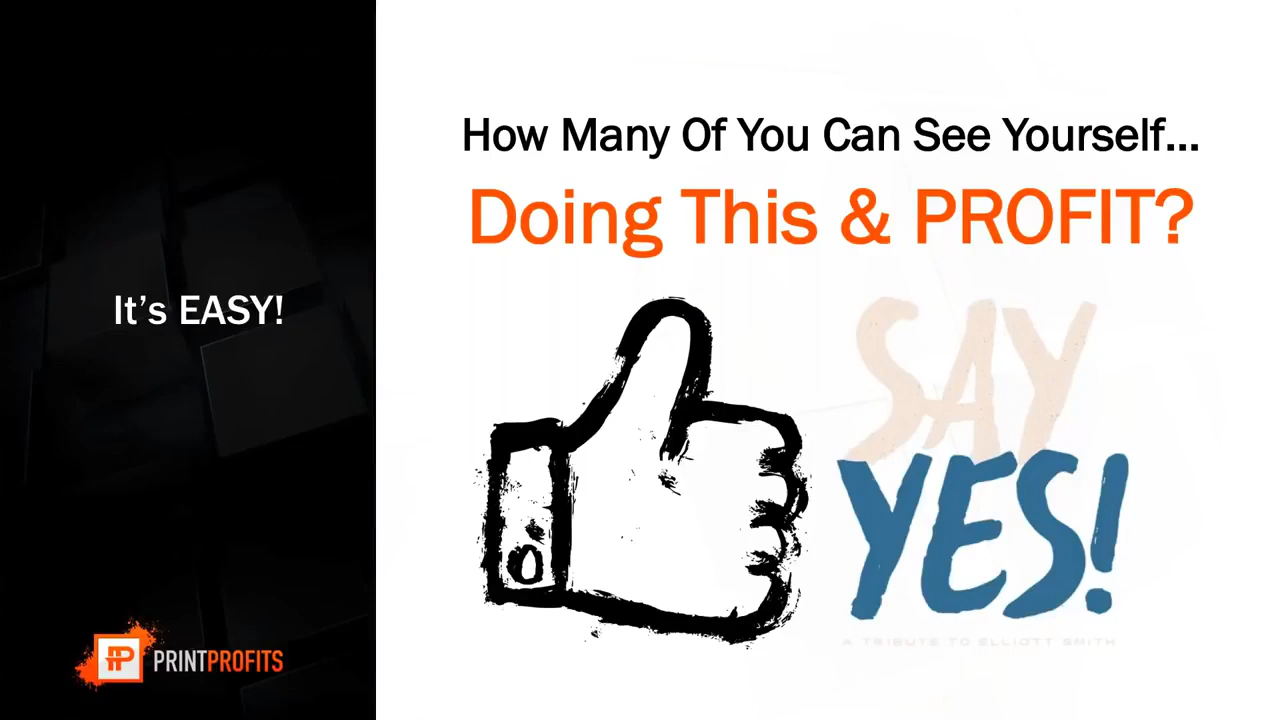 It's EASY!
PRINTPROFITS
How Many Of You Can See Yourself...
Doing This & PROFIT?
SAY
YES!
A TRIBUTE TO ELLIOTT SMITH